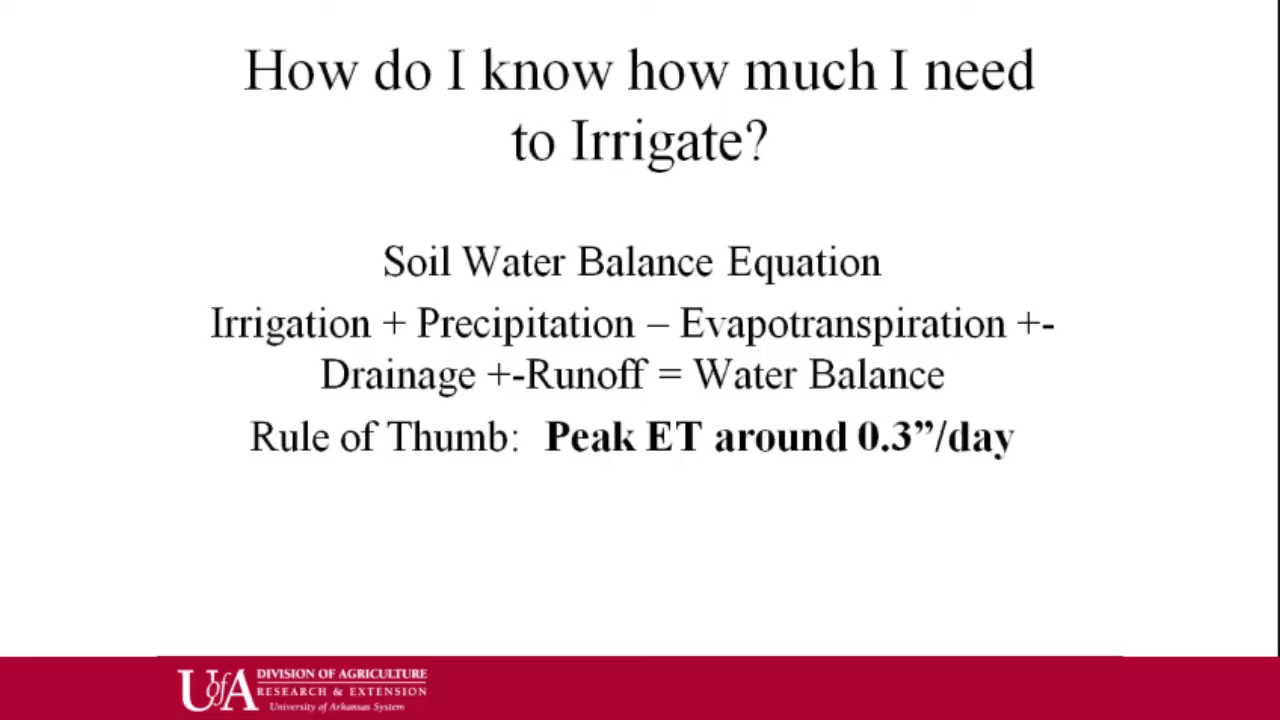 How do I know how much I need
to Irrigate?
Soil Water Balance Equation
Irrigation + Precipitation – Evapotranspiration +-
Drainage +-Runoff = Water Balance
Rule of Thumb:  Peak ET around 0.3”/day
UofA DIVISION OF AGRICULTURE
RESEARCH & EXTENSION
University of Arkansas System